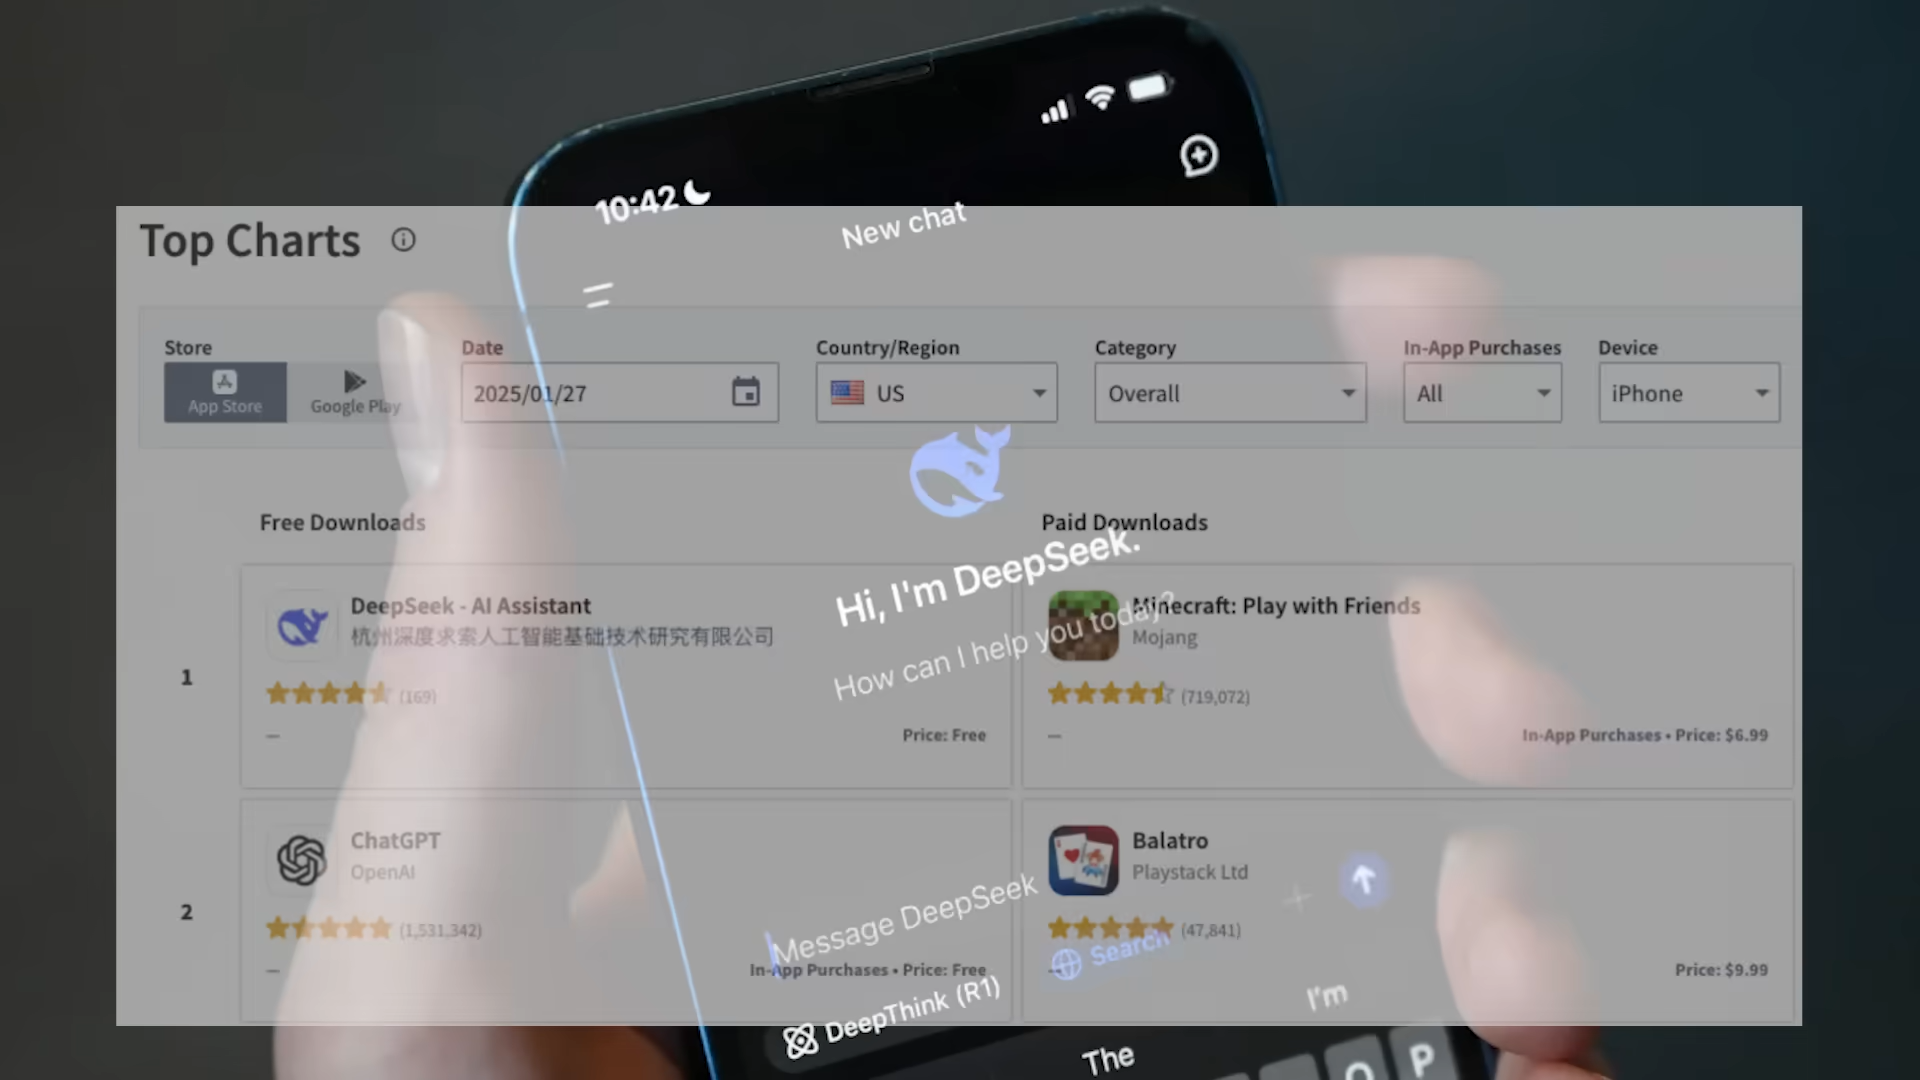 10:42
New chat
Top Charts
Store
Date
Country/Region
Category
In-App Purchases
Device
App Store
Google Play
2025/01/27
US
Overall
All
iPhone
Free Downloads
Paid Downloads
Hi, I'm DeepSeek.
How can I help you today?
1
DeepSeek - AI Assistant
杭州深度求索人工智能基础技术研究有限公司
(169)
Price: Free
Minecraft: Play with Friends
Mojang
(719,072)
In-App Purchases • Price: $6.99
2
ChatGPT
OpenAI
(1,531,342)
In-App Purchases • Price: Free
Balatro
Playstack Ltd
(47,841)
Price: $9.99
Message DeepSeek
DeepThink (R1)
Search
The
I'm
O
P